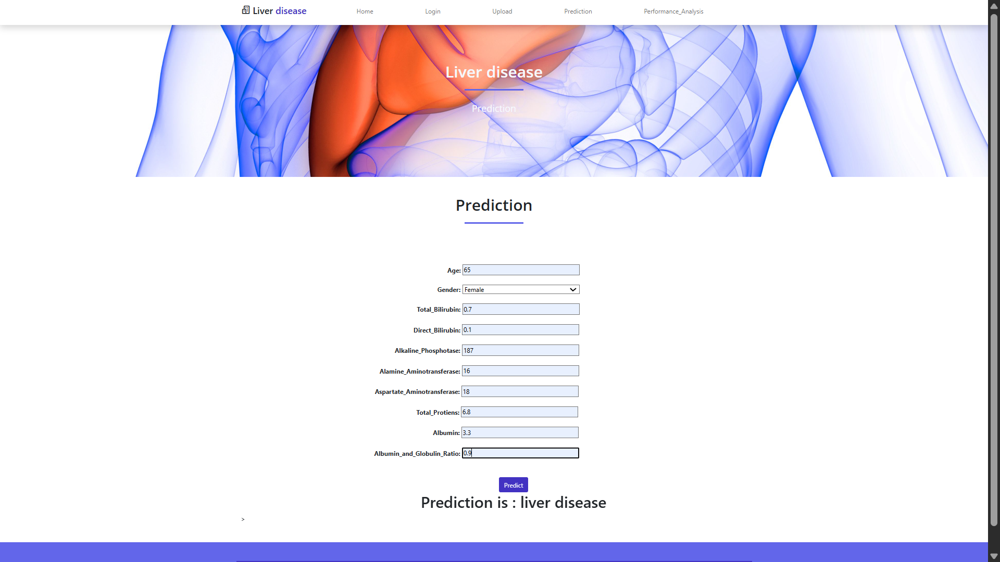 Liver disease Home Login Upload Prediction Performance_Analysis
Liver disease
Prediction
Prediction
Age: 65
Gender: Female
Total_Bilirubin: 0.7
Direct_Bilirubin: 0.1
Alkaline_Phosphotase: 187
Alamine_Aminotransferase: 16
Aspartate_Aminotransferase: 18
Total_Protiens: 6.8
Albumin: 3.3
Albumin_and_Globulin_Ratio: 0.9
Predict
Prediction is : liver disease
>